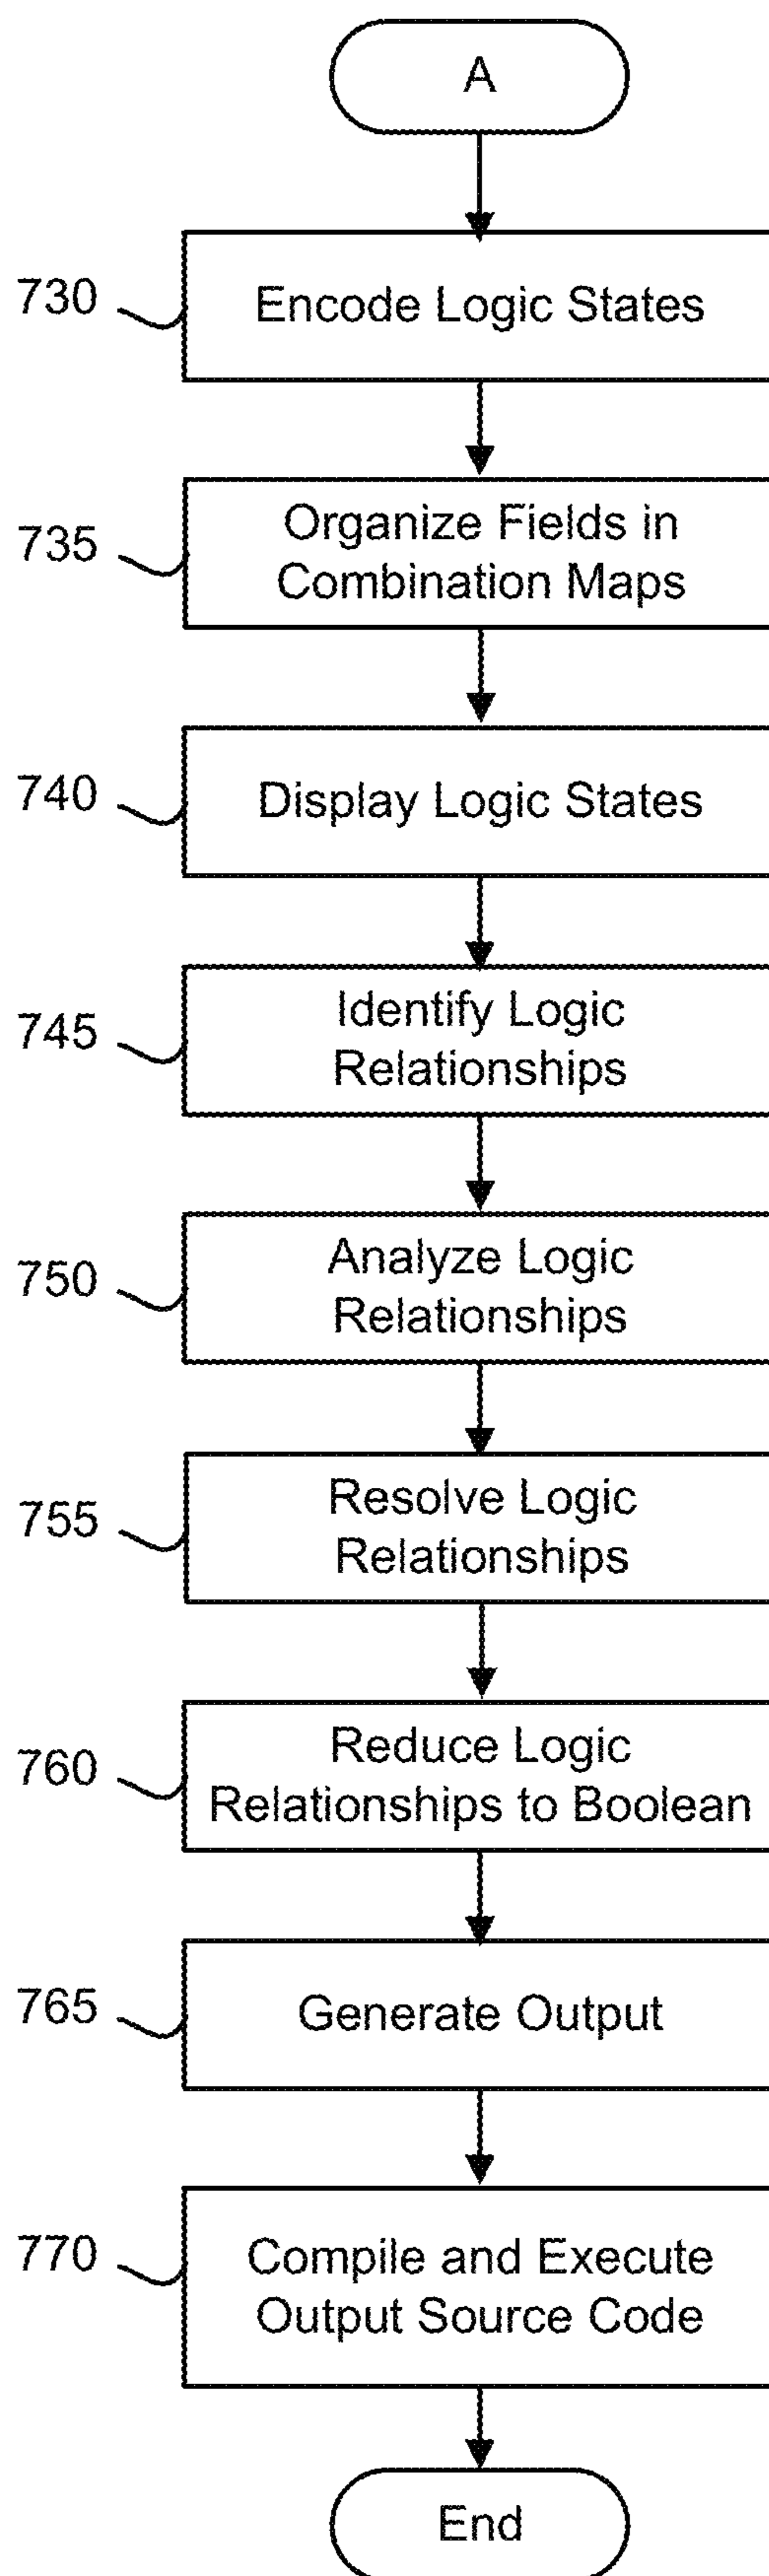 A
730
Encode Logic States
735
Organize Fields in
Combination Maps
740
Display Logic States
745
Identify Logic
Relationships
750
Analyze Logic
Relationships
755
Resolve Logic
Relationships
760
Reduce Logic
Relationships to Boolean
765
Generate Output
770
Compile and Execute
Output Source Code
End